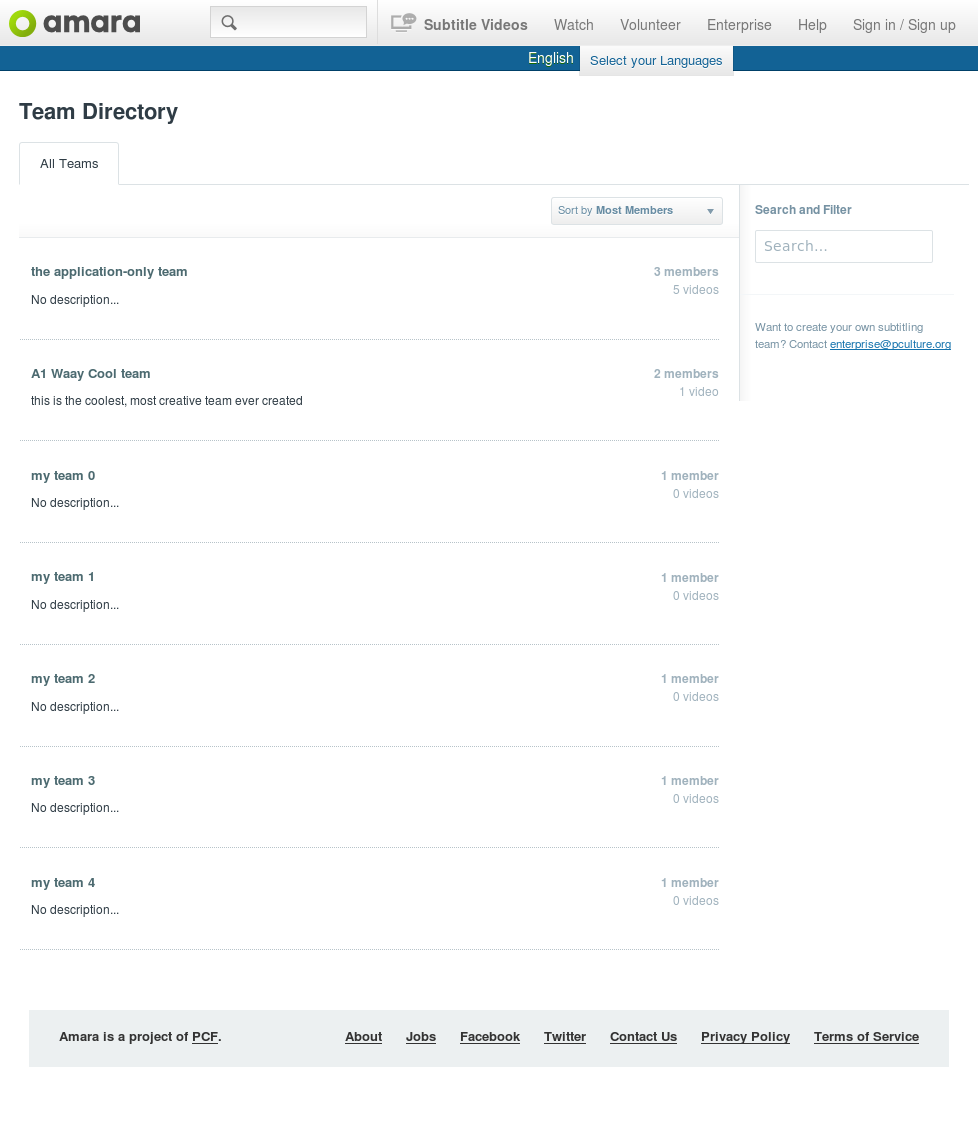 amara
Subtitle Videos
Watch
Volunteer
Enterprise
Help
Sign in / Sign up
English
Select your Languages
Team Directory
All Teams
Sort by Most Members
the application-only team
3 members
No description...
5 videos
A1 Waay Cool team
2 members
this is the coolest, most creative team ever created
1 video
my team 0
1 member
No description...
0 videos
my team 1
1 member
No description...
0 videos
my team 2
1 member
No description...
0 videos
my team 3
1 member
No description...
0 videos
my team 4
1 member
No description...
0 videos
Search and Filter
Search...
Want to create your own subtitling
team? Contact enterprise@pculture.org
Amara is a project of PCF.
About
Jobs
Facebook
Twitter
Contact Us
Privacy Policy
Terms of Service